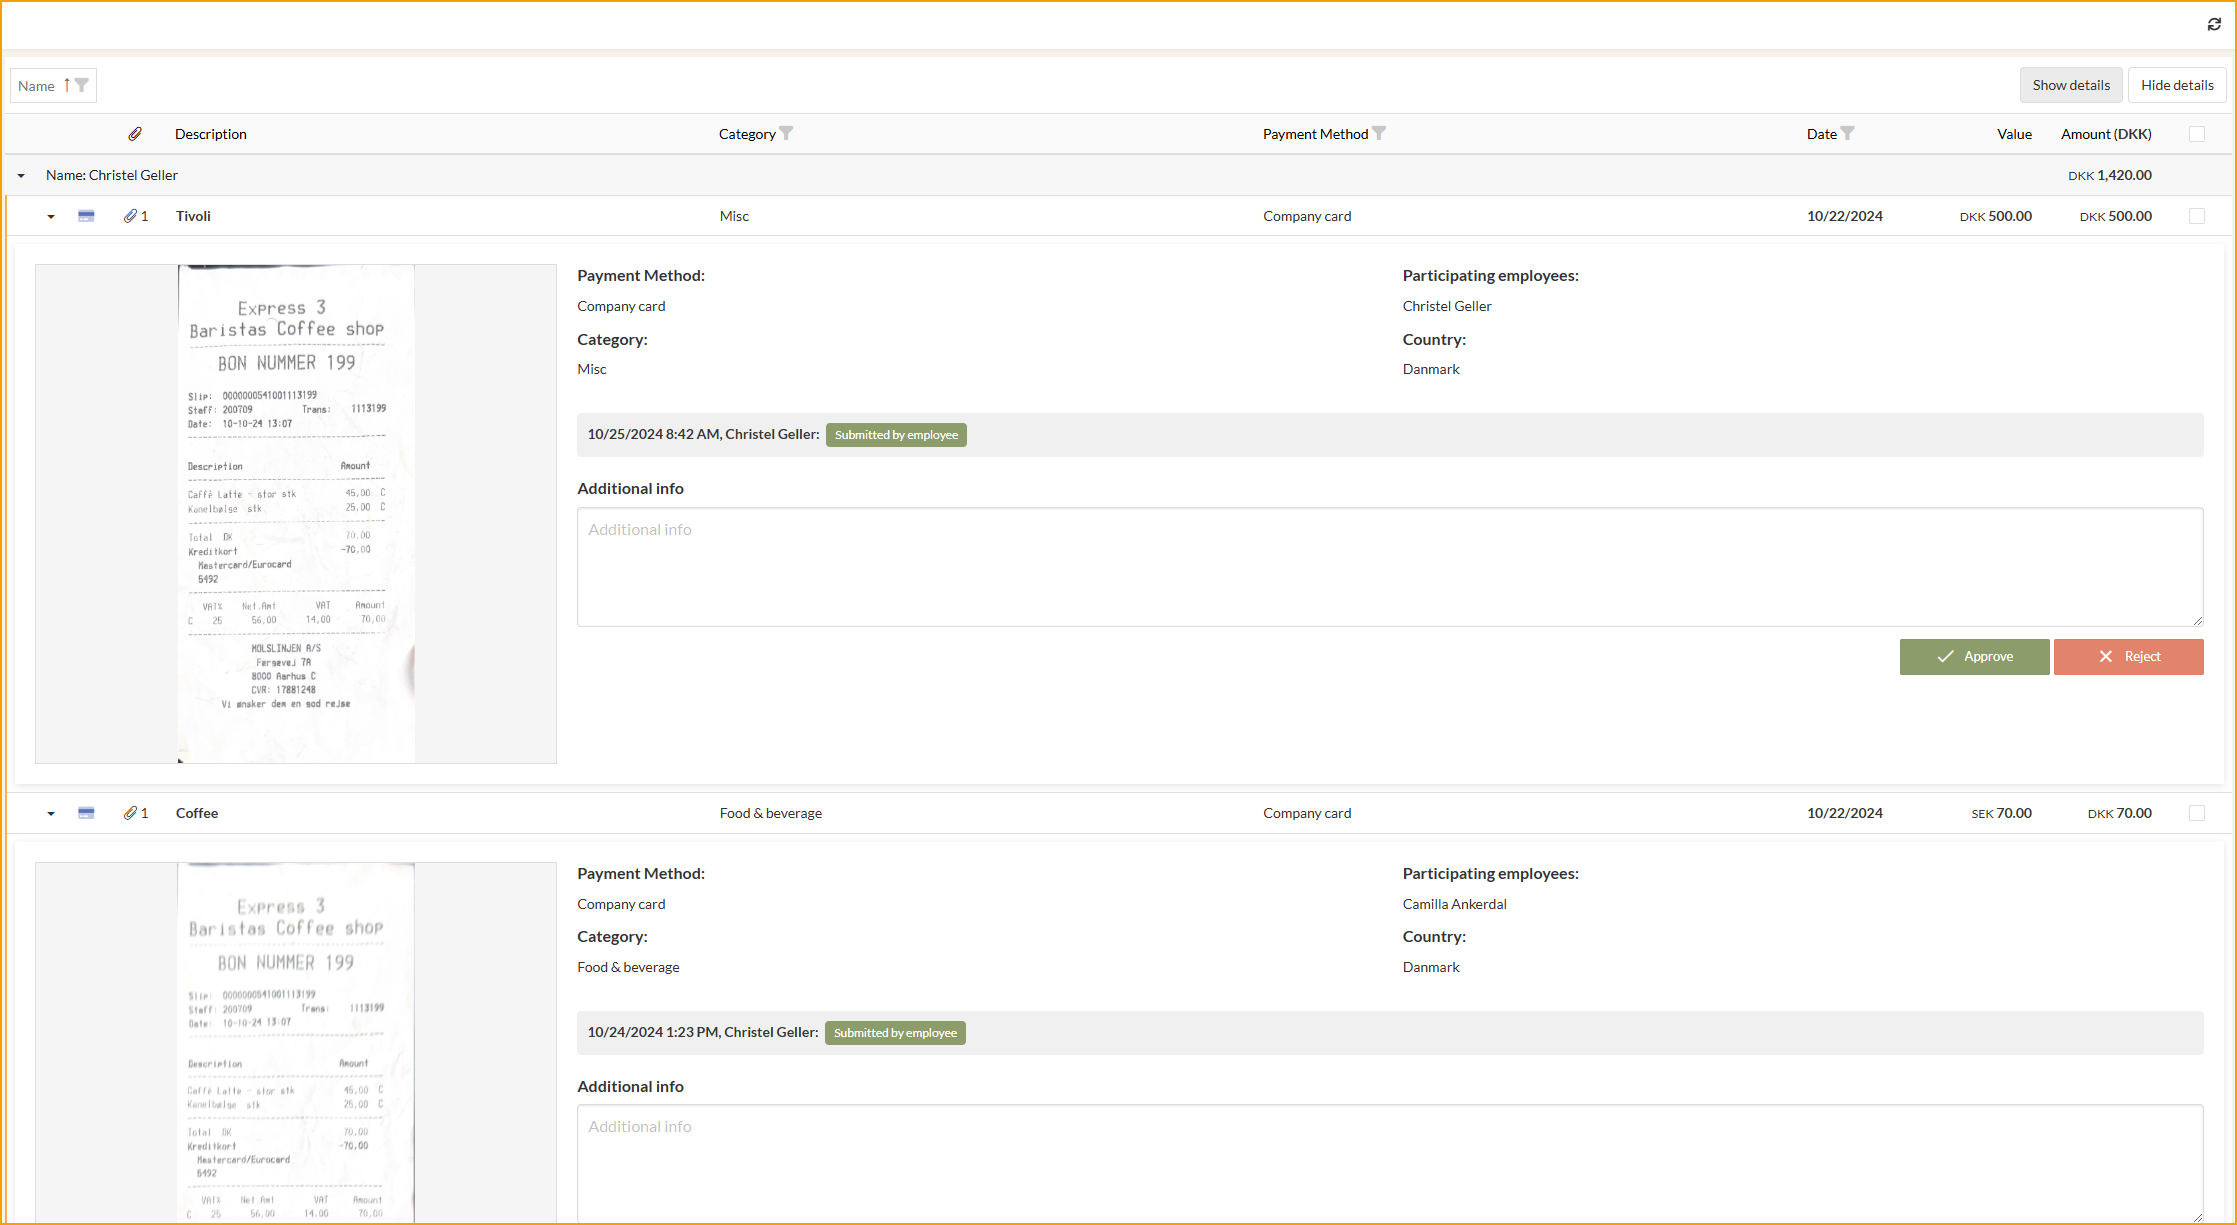 Name
Show details
Hide details
Description
Category
Payment Method
Date
Value
Amount (DKK)
Name: Christel Geller
DKK 1,420.00
1
Tivoli
Misc
Company card
10/22/2024
DKK 500.00
DKK 500.00
Express 3
Baristas Coffee shop
BON NUMMER 199
Slip: 0000000541001113199
Staff: 200709 Trans: 1113199
Date: 10-10-24 13:07
Description Amount
Caffé Latte - stor stk 45,00 C
Kanelbølge stk 25,00 C
Total DK 70,00
Kreditkort -70,00
Mastercard/Eurocard
5492
VAT% Net.Amt VAT Amount
C 25 56,00 14,00 70,00
MOLSLINJEN A/S
Færgevej 7A
8000 Aarhus C
CVR: 17881248
Vi ønsker dem en god rejse
Payment Method:
Company card
Category:
Misc
Participating employees:
Christel Geller
Country:
Danmark
10/25/2024 8:42 AM, Christel Geller: Submitted by employee
Additional info
Additional info
Approve
Reject
1
Coffee
Food & beverage
Company card
10/22/2024
SEK 70.00
DKK 70.00
Express 3
Baristas Coffee shop
BON NUMMER 199
Slip: 0000000541001113199
Staff: 200709 Trans: 1113199
Date: 10-10-24 13:07
Description Amount
Caffé Latte - stor stk 45,00 C
Kanelbølge stk 25,00 C
Total DK 70,00
Kreditkort -70,00
Mastercard/Eurocard
5492
VAT% Net.Amt VAT Amount
C 25 56,00 14,00 70,00
Payment Method:
Company card
Category:
Food & beverage
Participating employees:
Camilla Ankerdal
Country:
Danmark
10/24/2024 1:23 PM, Christel Geller: Submitted by employee
Additional info
Additional info